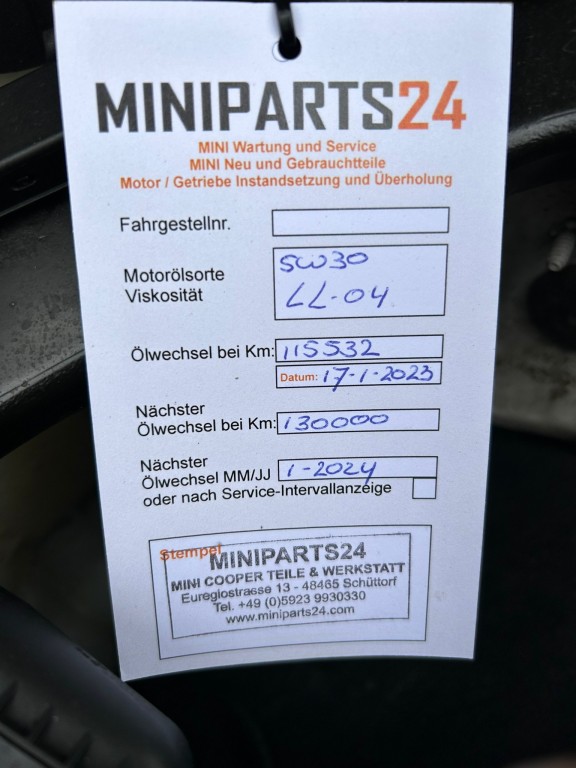 MINIPARTS24
MINI Wartung und Service
MINI Neu und Gebrauchtteile
Motor / Getriebe Instandsetzung und Überholung
Fahrgestellnr.
Motorölsorte 5W30
Viskosität LL-04
Ölwechsel bei Km: 115532
Datum: 17-1-2023
Nächster
Ölwechsel bei Km: 130000
Nächster
Ölwechsel MM/JJ 1-2024
oder nach Service-Intervallanzeige
Stempel
MINIPARTS24
MINI COOPER TEILE & WERKSTATT
Euregiostrasse 13 - 48465 Schüttorf
Tel. +49 (0)5923 9930330
www.miniparts24.com